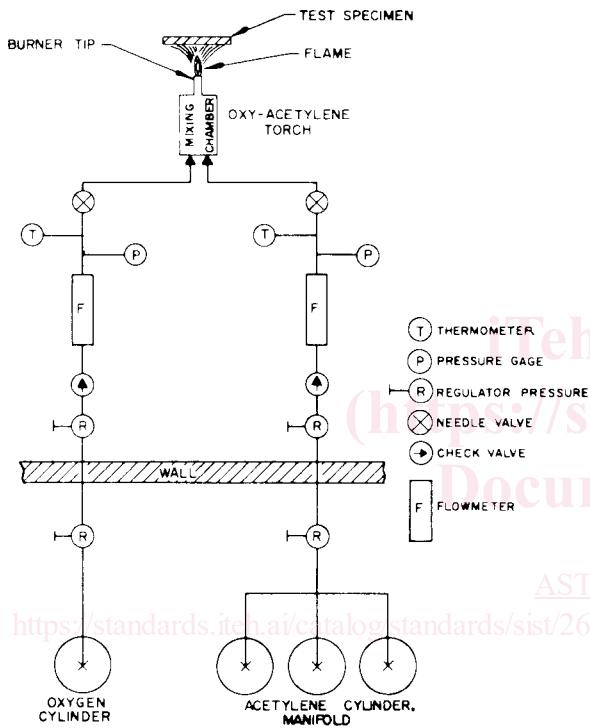 TEST SPECIMEN
BURNER TIP
FLAME
MIXING
CHAMBER
OXY-ACETYLENE
TORCH
T
P
T
P
F
F
T THERMOMETER
P PRESSURE GAGE
R REGULATOR PRESSURE
NEEDLE VALVE
CHECK VALVE
F FLOWMETER
R
R
WALL
R
R
OXYGEN
CYLINDER
ACETYLENE CYLINDER,
MANIFOLD
iTeh
(https://s
Docum
AST
https://standards.iteh.ai/catalog/standards/sist/26